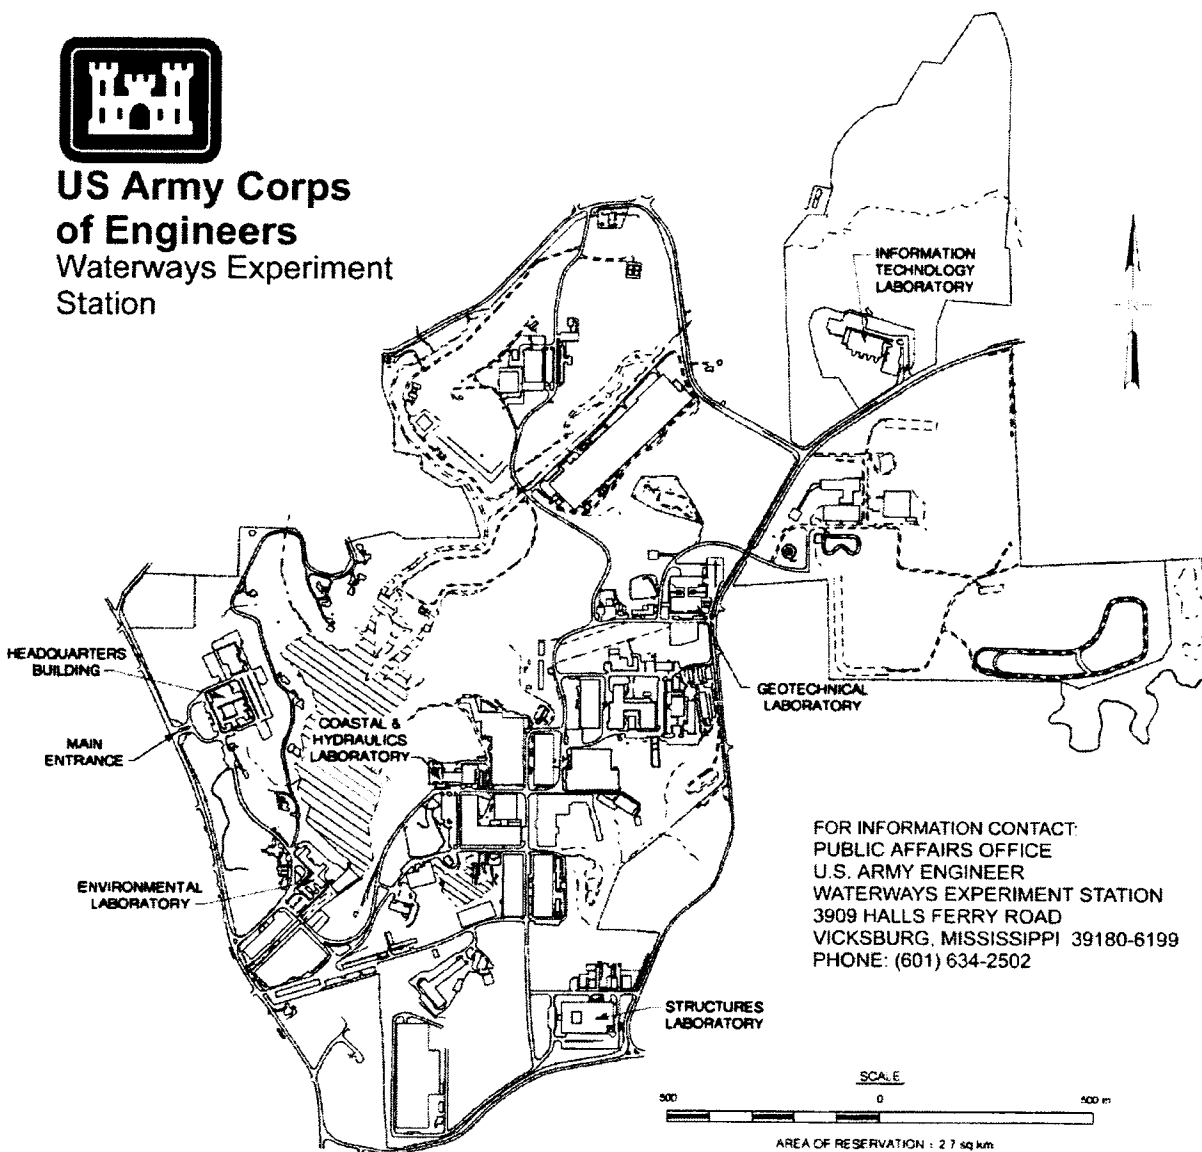 US Army Corps
of Engineers
Waterways Experiment
Station
INFORMATION
TECHNOLOGY
LABORATORY
HEADQUARTERS
BUILDING
MAIN
ENTRANCE
COASTAL &
HYDRAULICS
LABORATORY
GEOTECHNICAL
LABORATORY
ENVIRONMENTAL
LABORATORY
STRUCTURES
LABORATORY
FOR INFORMATION CONTACT:
PUBLIC AFFAIRS OFFICE
U.S. ARMY ENGINEER
WATERWAYS EXPERIMENT STATION
3909 HALLS FERRY ROAD
VICKSBURG, MISSISSIPPI 39180-6199
PHONE: (601) 634-2502
SCALE
500 0 500 m
AREA OF RESERVATION : 2.7 sq km